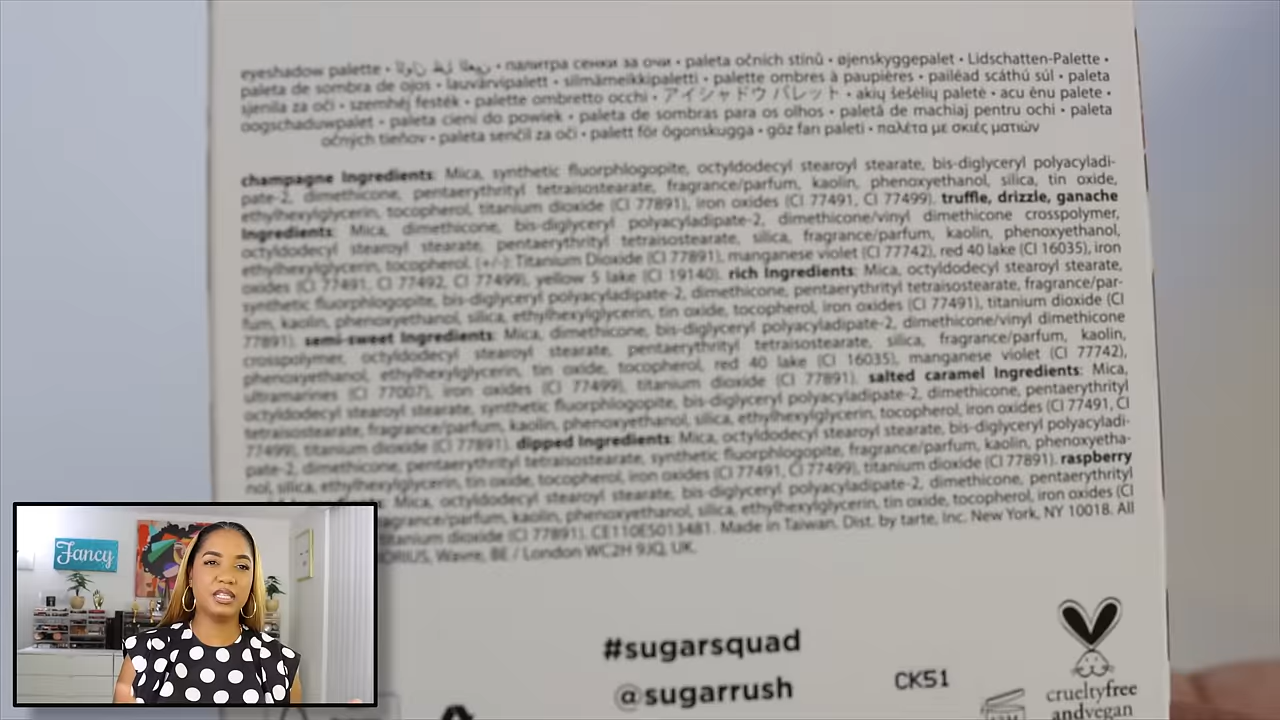 eyeshadow palette • الوان ظل العيون • палитра сенки за очи • paleta očních stínů • øjenskyggepalet • Lidschatten-Palette •
paleta de sombra de ojos • lauvärvipalett • silmämeikkipaletti • palette ombres à paupières • pailéad scáthú súl • paleta
sjenila za oči • szemhéj festék • palette ombretto occhi • アイシャドウ パレット • akių šešėlių paletė • acu ēnu palete •
oogschaduwpalet • paleta cieni do powiek • paleta de sombras para os olhos • paletă de machiaj pentru ochi • paleta
očných tieňov • paleta senčil za oči • palett för ögonskugga • göz farı paleti • παλέτα με σκιές ματιών
champagne Ingredients: Mica, synthetic fluorphlogopite, octyldodecyl stearoyl stearate, bis-diglyceryl polyacyladi-
pate-2, dimethicone, pentaerythrityl tetraisostearate, fragrance/parfum, kaolin, phenoxyethanol, silica, tin oxide,
ethylhexylglycerin, tocopherol, titanium dioxide (CI 77891), iron oxides (CI 77491, CI 77499). truffle, drizzle, ganache
Ingredients: Mica, dimethicone, bis-diglyceryl polyacyladipate-2, dimethicone/vinyl dimethicone crosspolymer,
octyldodecyl stearoyl stearate, pentaerythrityl tetraisostearate, silica, fragrance/parfum, kaolin, phenoxyethanol,
ethylhexylglycerin, tocopherol. (+/-): Titanium Dioxide (CI 77891), manganese violet (CI 77742), red 40 lake (CI 16035), iron
oxides (CI 77491, CI 77492, CI 77499), yellow 5 lake (CI 19140). rich Ingredients: Mica, octyldodecyl stearoyl stearate,
synthetic fluorphlogopite, bis-diglyceryl polyacyladipate-2, dimethicone, pentaerythrityl tetraisostearate, fragrance/par-
fum, kaolin, phenoxyethanol, silica, ethylhexylglycerin, tin oxide, tocopherol, iron oxides (CI 77491), titanium dioxide (CI
77891). semi-sweet Ingredients: Mica, dimethicone, bis-diglyceryl polyacyladipate-2, dimethicone/vinyl dimethicone
crosspolymer, octyldodecyl stearoyl stearate, pentaerythrityl tetraisostearate, silica, fragrance/parfum, kaolin,
phenoxyethanol, ethylhexylglycerin, tin oxide, tocopherol, red 40 lake (CI 16035), manganese violet (CI 77742),
ultramarines (CI 77007), iron oxides (CI 77499), titanium dioxide (CI 77891). salted caramel Ingredients: Mica,
octyldodecyl stearoyl stearate, synthetic fluorphlogopite, bis-diglyceryl polyacyladipate-2, dimethicone, pentaerythrityl
tetraisostearate, fragrance/parfum, kaolin, phenoxyethanol, silica, ethylhexylglycerin, tocopherol, iron oxides (CI 77491, CI
77499), titanium dioxide (CI 77891). dipped Ingredients: Mica, octyldodecyl stearoyl stearate, bis-diglyceryl polyacyladi-
pate-2, dimethicone, pentaerythrityl tetraisostearate, synthetic fluorphlogopite, fragrance/parfum, kaolin, phenoxyetha-
nol, silica, ethylhexylglycerin, tin oxide, tocopherol, iron oxides (CI 77491, CI 77499), titanium dioxide (CI 77891). raspberry
Mica, octyldodecyl stearoyl stearate, bis-diglyceryl polyacyladipate-2, dimethicone, pentaerythrityl
fragrance/parfum, kaolin, phenoxyethanol, silica, ethylhexylglycerin, tin oxide, tocopherol, iron oxides (CI
titanium dioxide (CI 77891). CE110E5013481. Made in Taiwan. Dist. by tarte, Inc. New York, NY 10018. All
Wavre, BE / London WC2H 9JQ, UK.
#sugarsquad
@sugarrush
CK51
crueltyfree
andvegan
Fancy